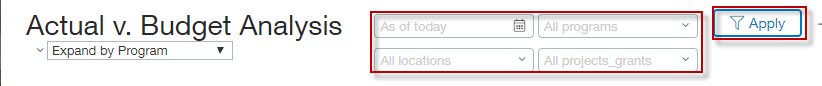 Actual v. Budget Analysis
Expand by Program
As of today
All programs
All locations
All projects_grants
Apply